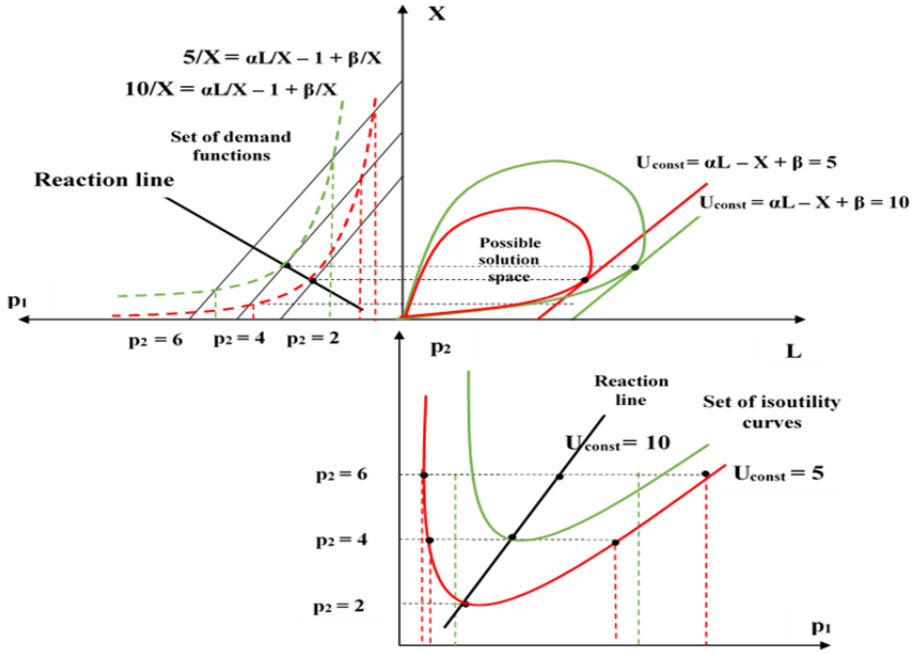 X
5/X = αL/X – 1 + β/X
10/X = αL/X – 1 + β/X
Set of demand
functions
Reaction line
Uconst = αL – X + β = 5
Uconst = αL – X + β = 10
Possible
solution
space
p₁
p₂ = 6
p₂ = 4
p₂ = 2
p₂
L
Reaction
line
Set of isoutility
curves
Uconst = 10
p₂ = 6
Uconst = 5
p₂ = 4
p₂ = 2
p₁